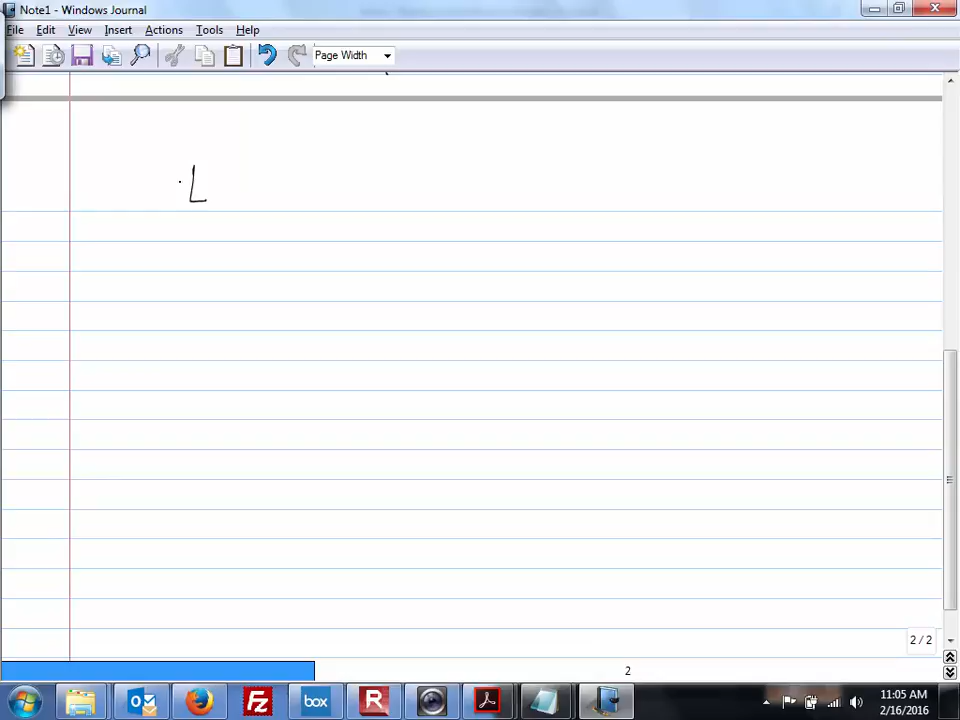 Note1 - Windows Journal
File Edit View Insert Actions Tools Help
Page Width
L
2 / 2
2
box
R
11:05 AM
2/16/2016